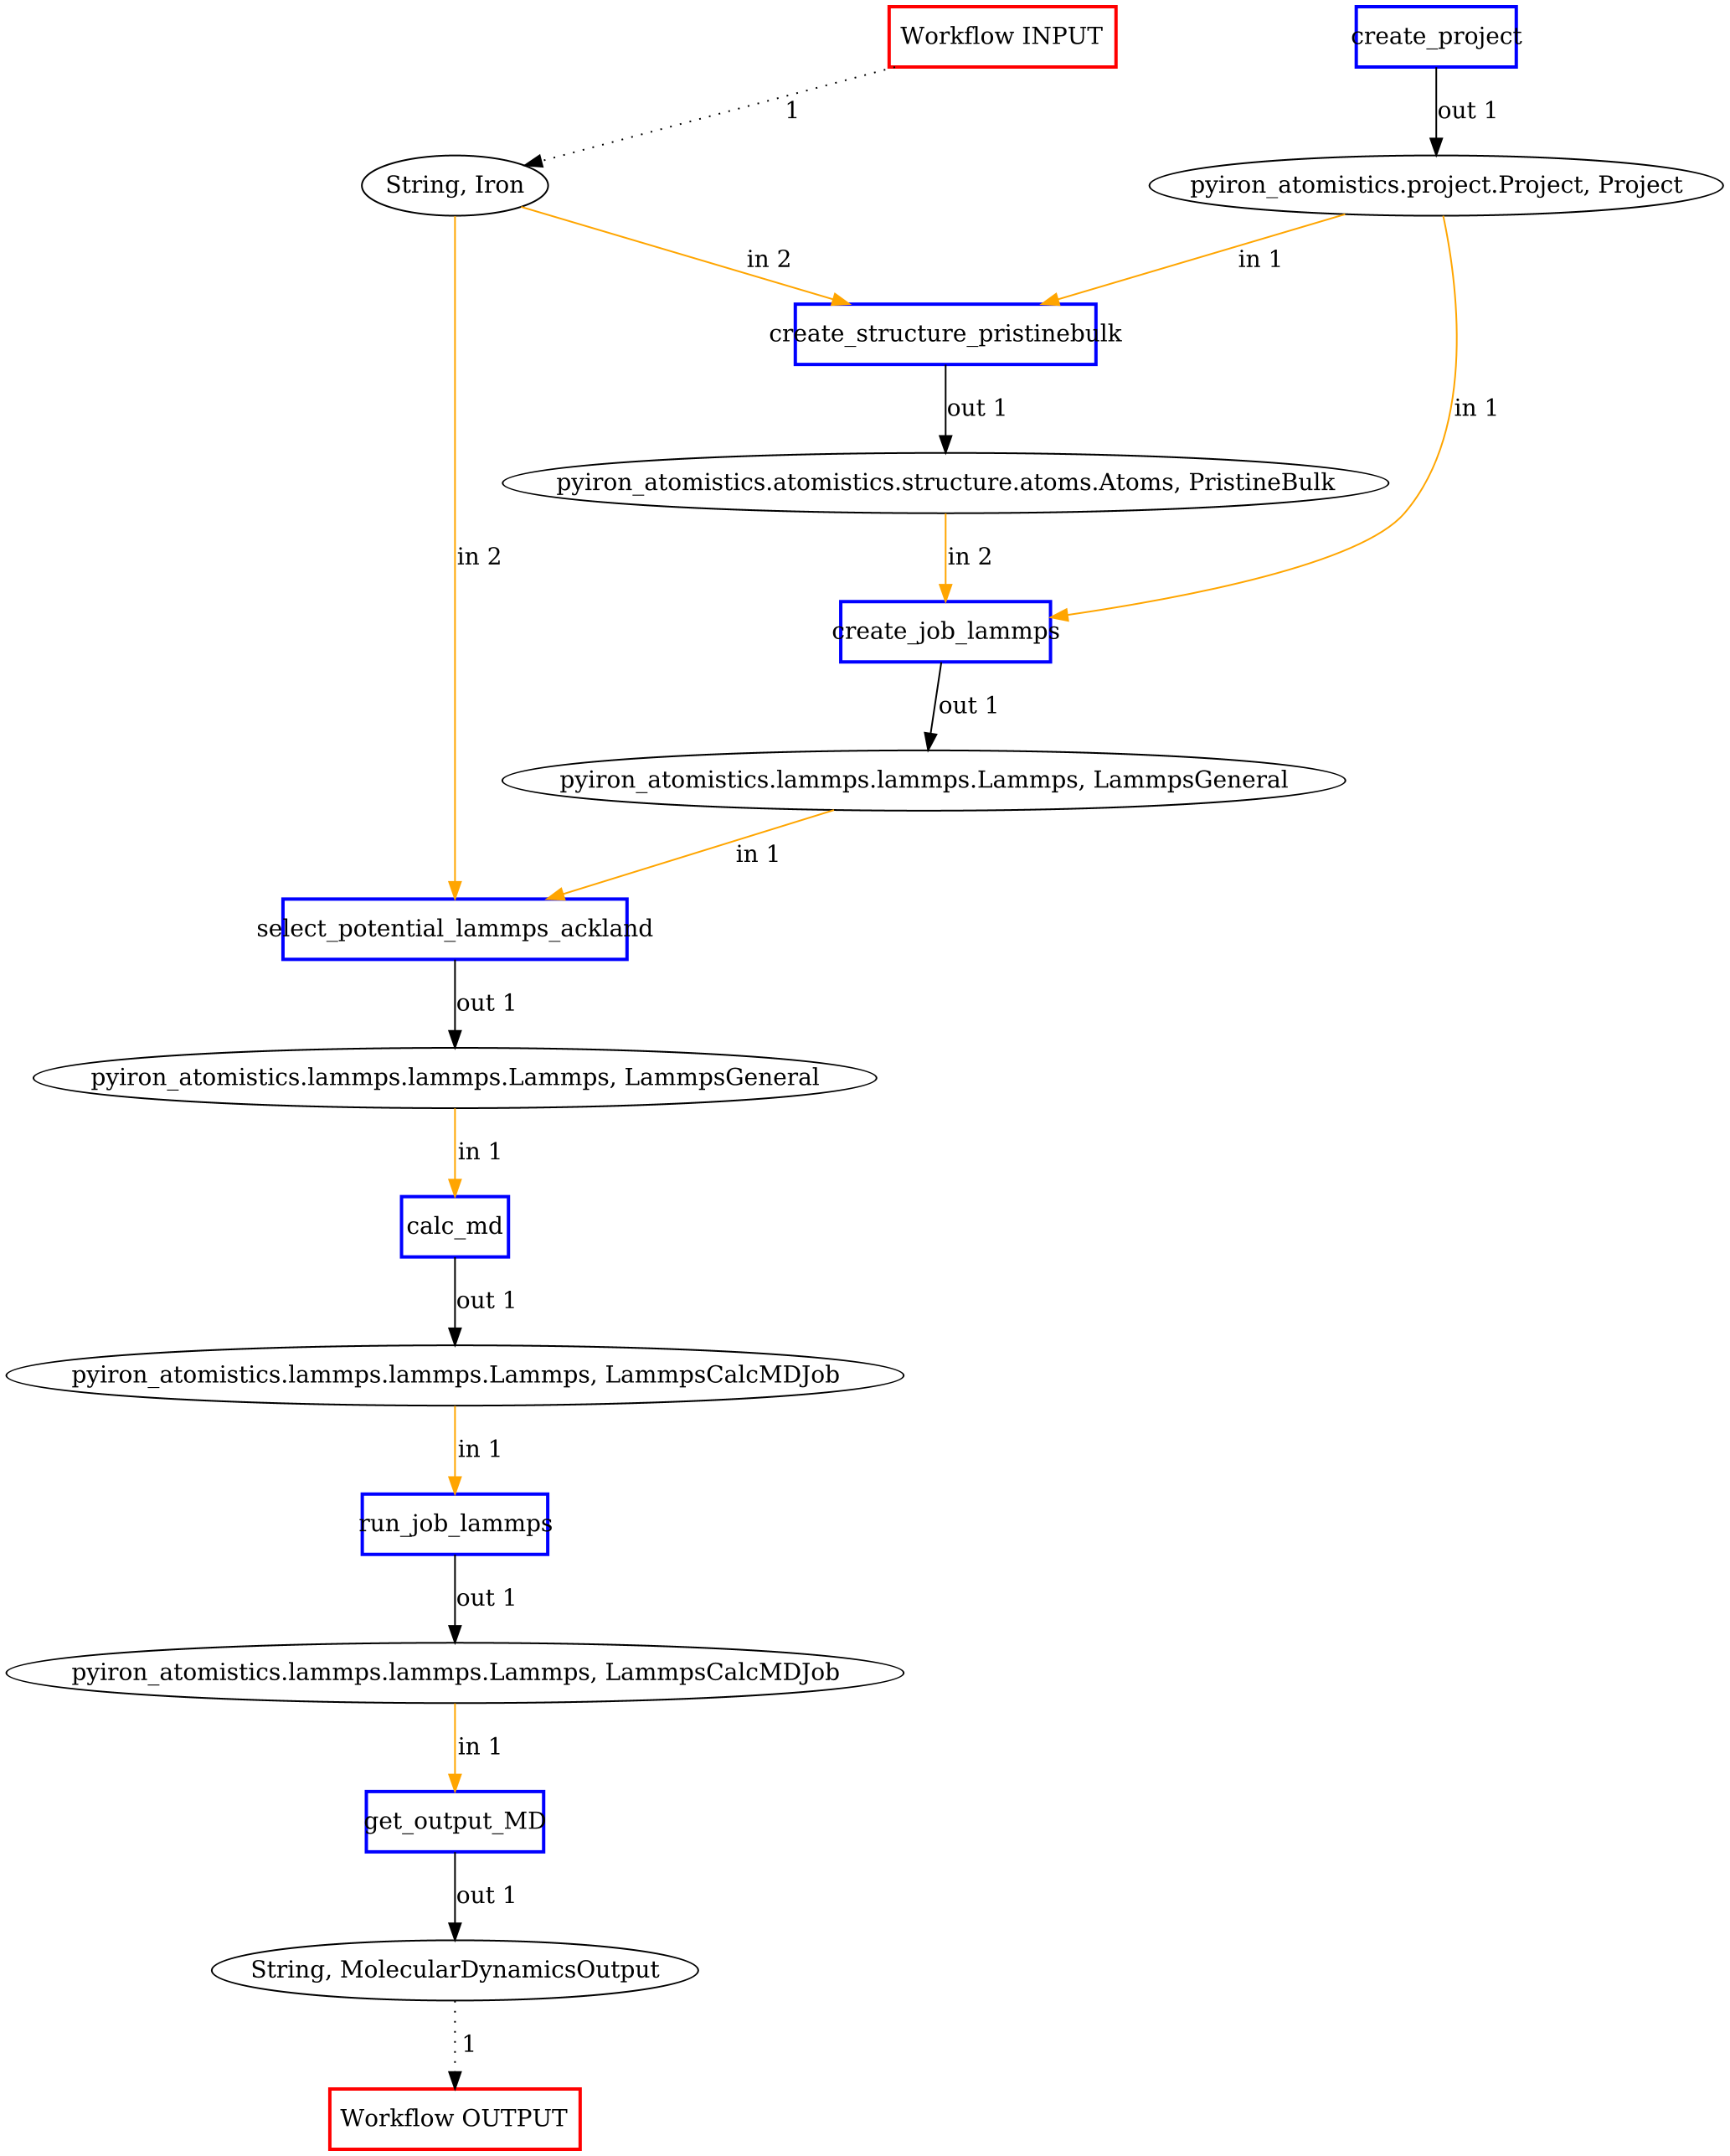 Workflow INPUT
create_project
1
out 1
String, Iron
pyiron_atomistics.project.Project, Project
in 2
in 1
create_structure_pristinebulk
out 1
in 1
pyiron_atomistics.atomistics.structure.atoms.Atoms, PristineBulk
in 2
in 2
create_job_lammps
out 1
pyiron_atomistics.lammps.lammps.Lammps, LammpsGeneral
in 1
select_potential_lammps_ackland
out 1
pyiron_atomistics.lammps.lammps.Lammps, LammpsGeneral
in 1
calc_md
out 1
pyiron_atomistics.lammps.lammps.Lammps, LammpsCalcMDJob
in 1
run_job_lammps
out 1
pyiron_atomistics.lammps.lammps.Lammps, LammpsCalcMDJob
in 1
get_output_MD
out 1
String, MolecularDynamicsOutput
1
Workflow OUTPUT